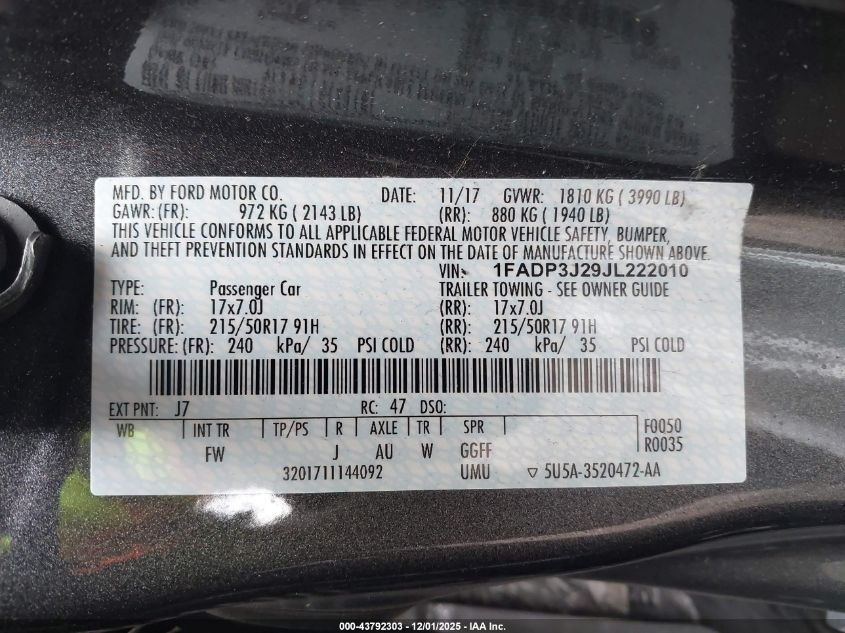 MFD. BY FORD MOTOR CO. DATE: 11/17 GVWR: 1810 KG ( 3990 LB)
GAWR: (FR): 972 KG ( 2143 LB) (RR): 880 KG ( 1940 LB)
THIS VEHICLE CONFORMS TO ALL APPLICABLE FEDERAL MOTOR VEHICLE SAFETY, BUMPER,
AND THEFT PREVENTION STANDARDS IN EFFECT ON THE DATE OF MANUFACTURE SHOWN ABOVE.
VIN: 1FADP3J29JL222010
TYPE: Passenger Car TRAILER TOWING - SEE OWNER GUIDE
RIM: (FR): 17x7.0J (RR): 17x7.0J
TIRE: (FR): 215/50R17 91H (RR): 215/50R17 91H
PRESSURE: (FR): 240 kPa/ 35 PSI COLD (RR): 240 kPa/ 35 PSI COLD
EXT PNT: J7 RC: 47 DSO:
WB INT TR TP/PS R AXLE TR SPR F0050
FW J AU W GGFF R0035
3201711144092 UMU ▽ 5U5A-3520472-AA
000-43792303 - 12/01/2025 - IAA Inc.